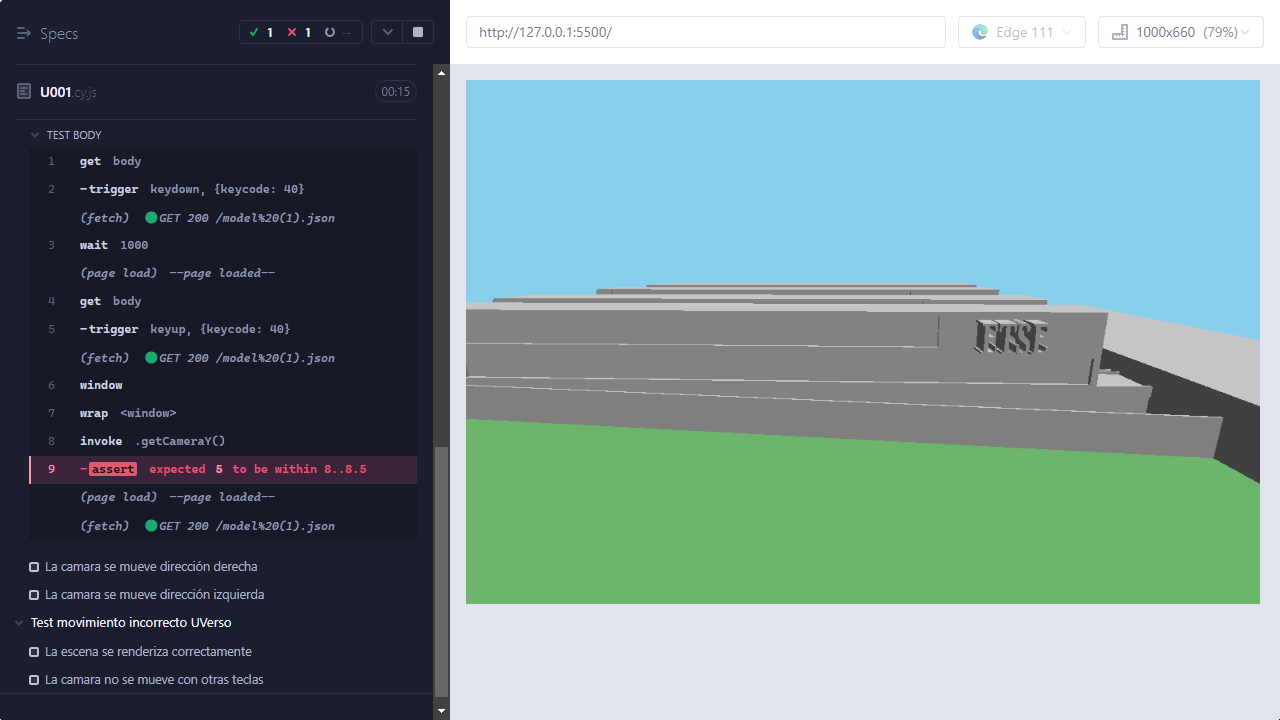 Specs
1 1 --
U001.cy.js 00:15
TEST BODY
1 get body
2 -trigger keydown, {keycode: 40}
(fetch) GET 200 /model%20(1).json
3 wait 1000
(page load) --page loaded--
4 get body
5 -trigger keyup, {keycode: 40}
(fetch) GET 200 /model%20(1).json
6 window
7 wrap <window>
8 invoke .getCameraY()
9 -assert expected 5 to be within 8..8.5
(page load) --page loaded--
(fetch) GET 200 /model%20(1).json
La camara se mueve dirección derecha
La camara se mueve dirección izquierda
Test movimiento incorrecto UVerso
La escena se renderiza correctamente
La camara no se mueve con otras teclas
http://127.0.0.1:5500/
Edge 111
1000x660 (79%)
ETSE